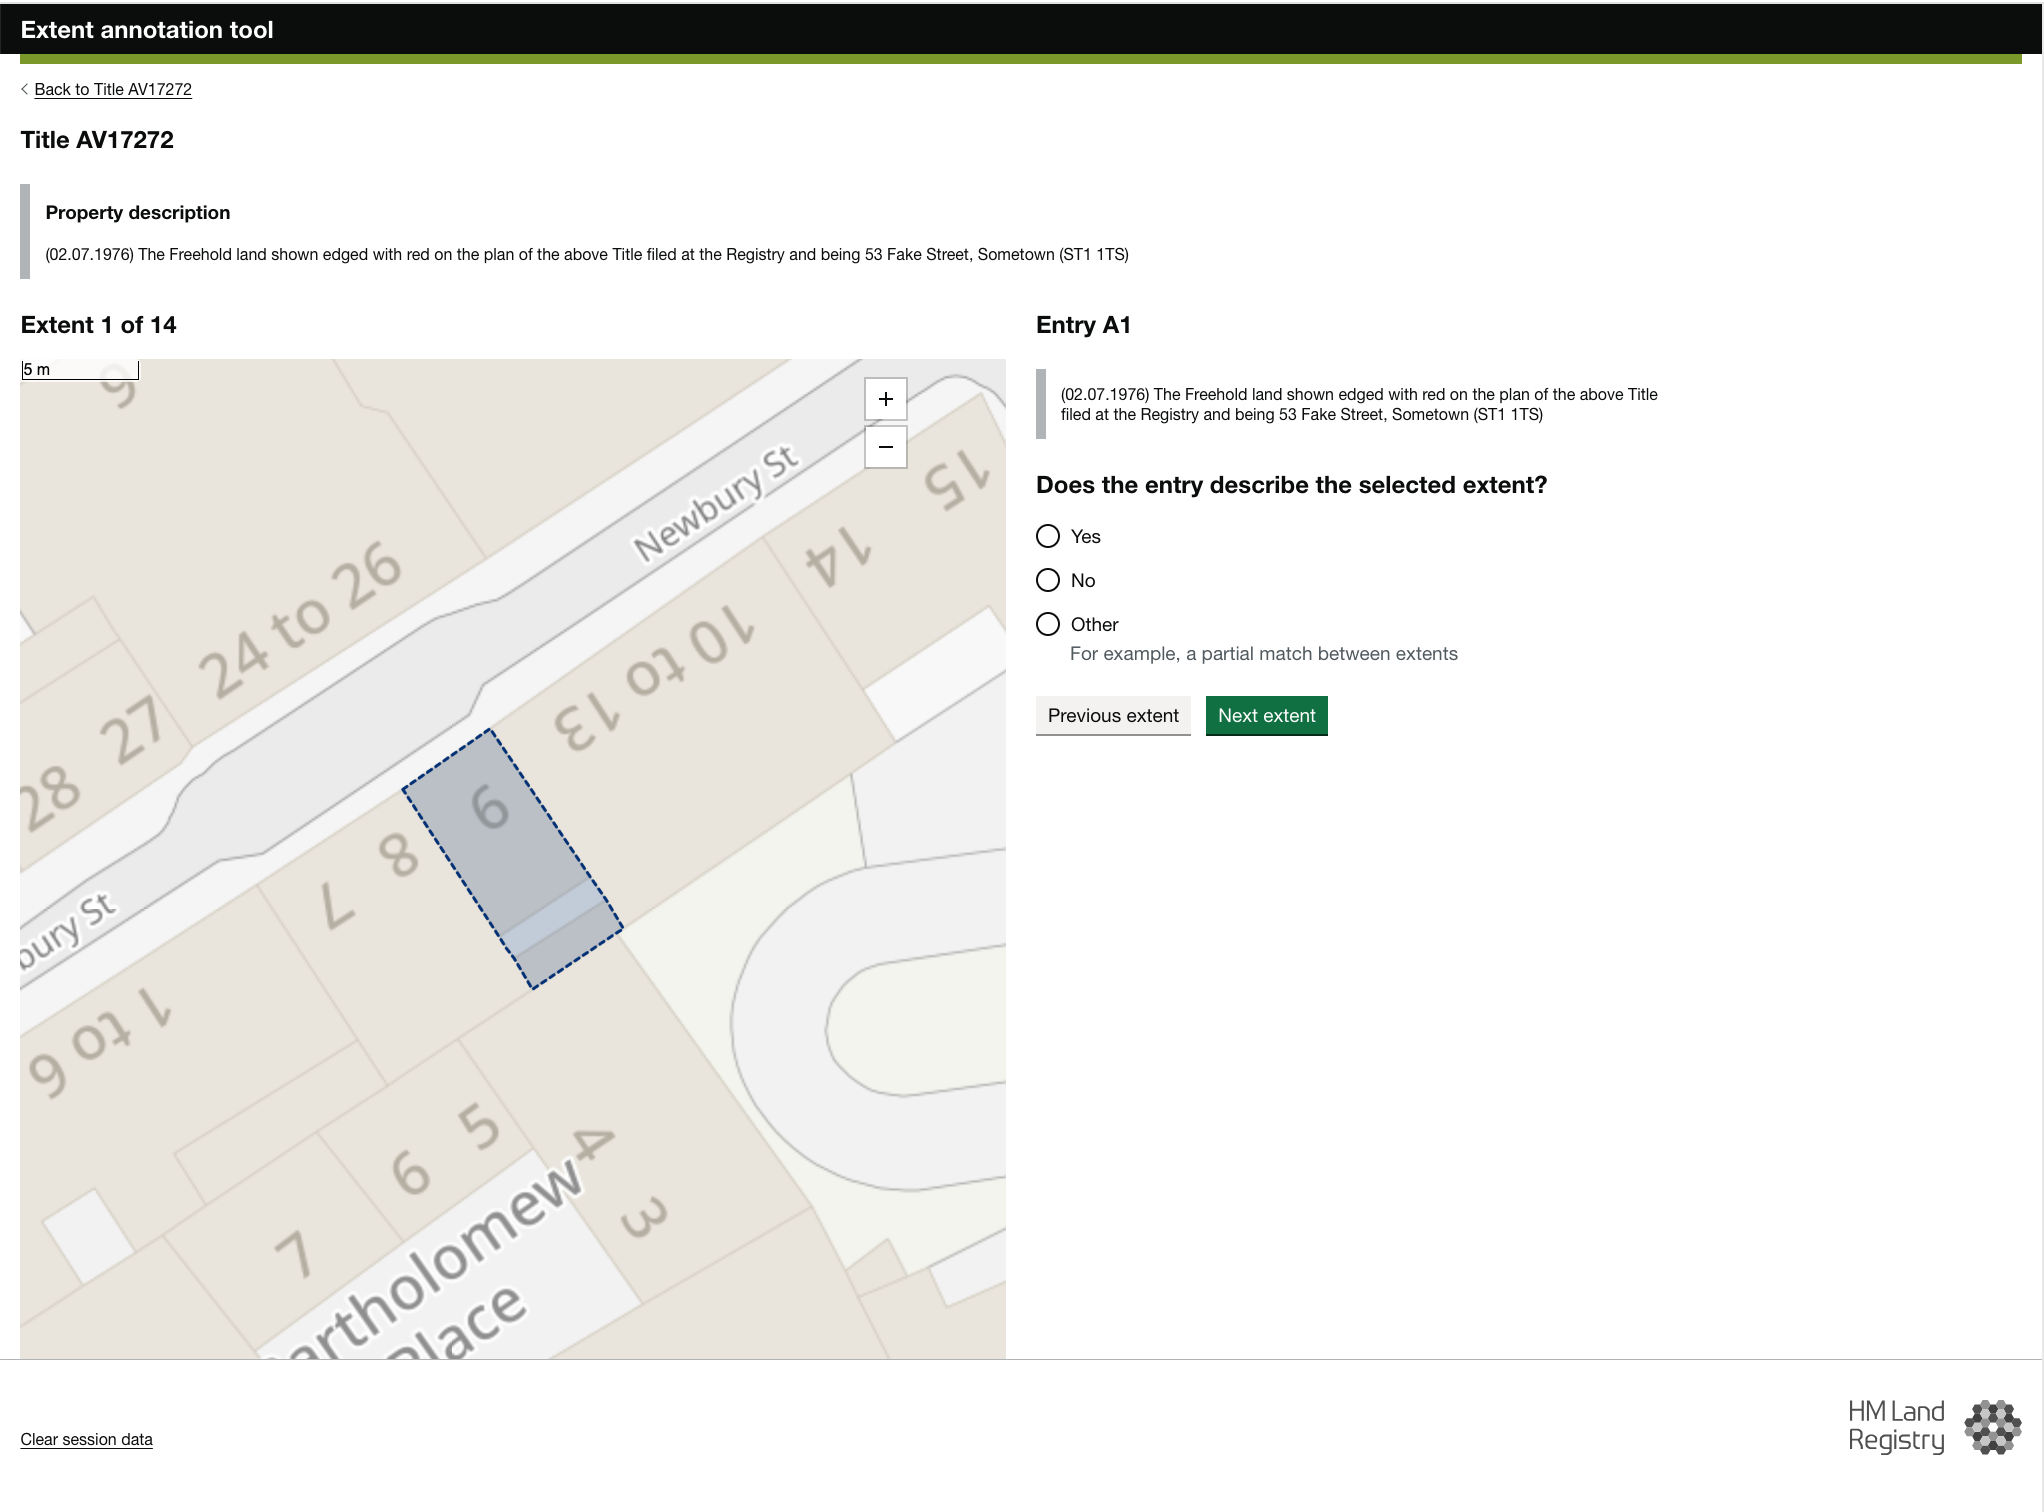 Extent annotation tool
Back to Title AV17272
Title AV17272
Property description
(02.07.1976) The Freehold land shown edged with red on the plan of the above Title filed at the Registry and being 53 Fake Street, Sometown (ST1 1TS)
Extent 1 of 14
5 m
+
−
Newbury St
15
14
24 to 26
10 to 13
27
28
9
8
7
bury St
1 to 6
5
6
4
3
7
artholomew
Place
Entry A1
(02.07.1976) The Freehold land shown edged with red on the plan of the above Title
filed at the Registry and being 53 Fake Street, Sometown (ST1 1TS)
Does the entry describe the selected extent?
Yes
No
Other
For example, a partial match between extents
Previous extent
Next extent
Clear session data
HM Land
Registry